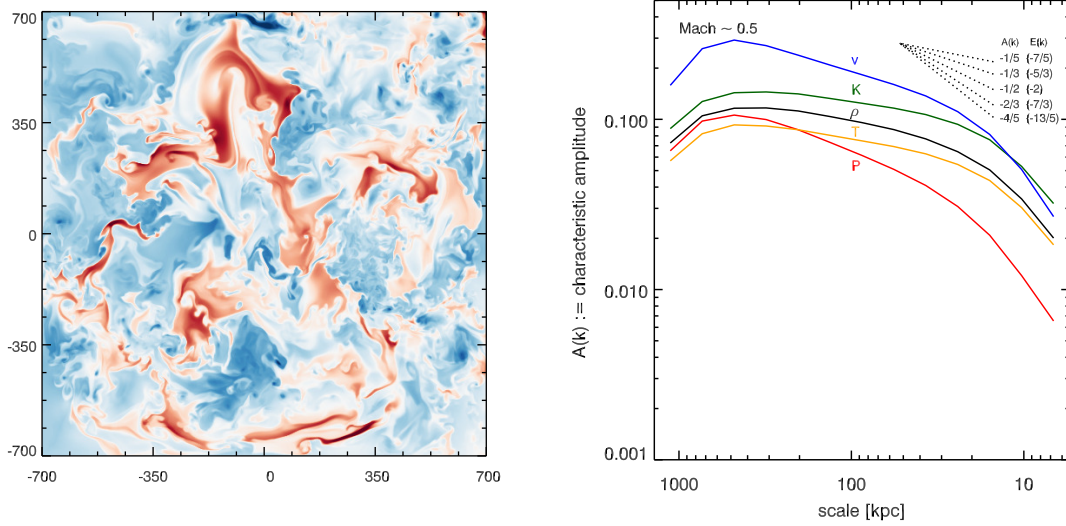 700
350
0
-350
-700
-700
-350
0
350
700
Mach ~ 0.5
A(k) E(k)
-1/5 (-7/5)
-1/3 (-5/3)
-1/2 (-2)
-2/3 (-7/3)
-4/5 (-13/5)
v
K
ρ
T
P
0.100
0.010
0.001
A(k) := characteristic amplitude
1000
100
10
scale [kpc]